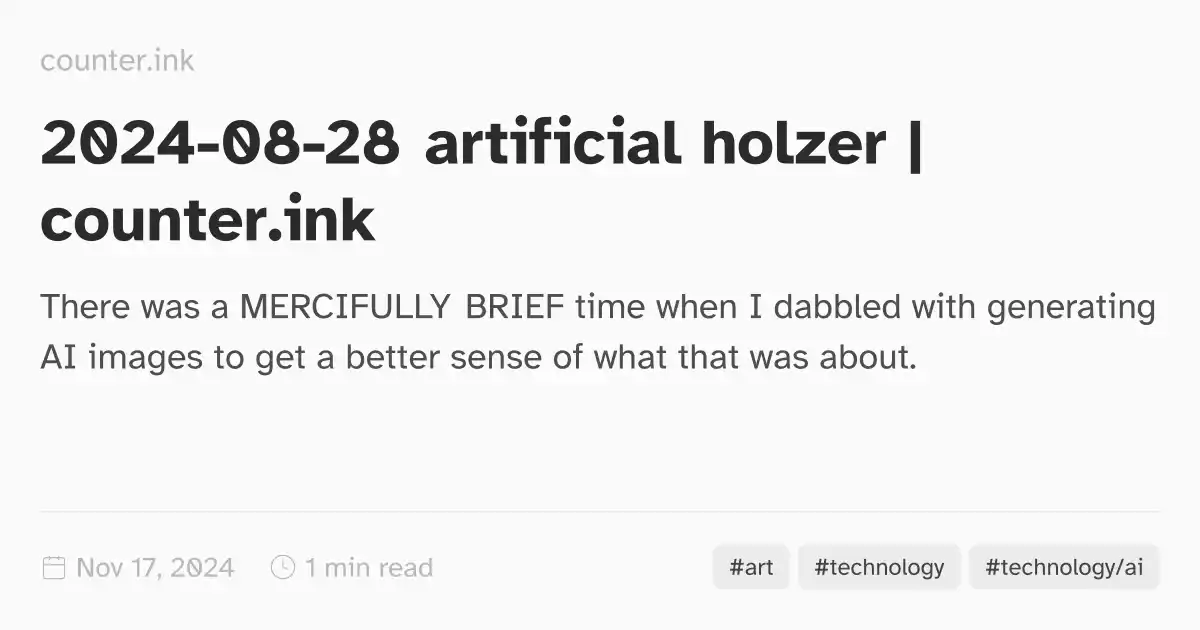 counter.ink
2024-08-28 artificial holzer |
counter.ink
There was a MERCIFULLY BRIEF time when I dabbled with generating
AI images to get a better sense of what that was about.
Nov 17, 2024 1 min read #art #technology #technology/ai